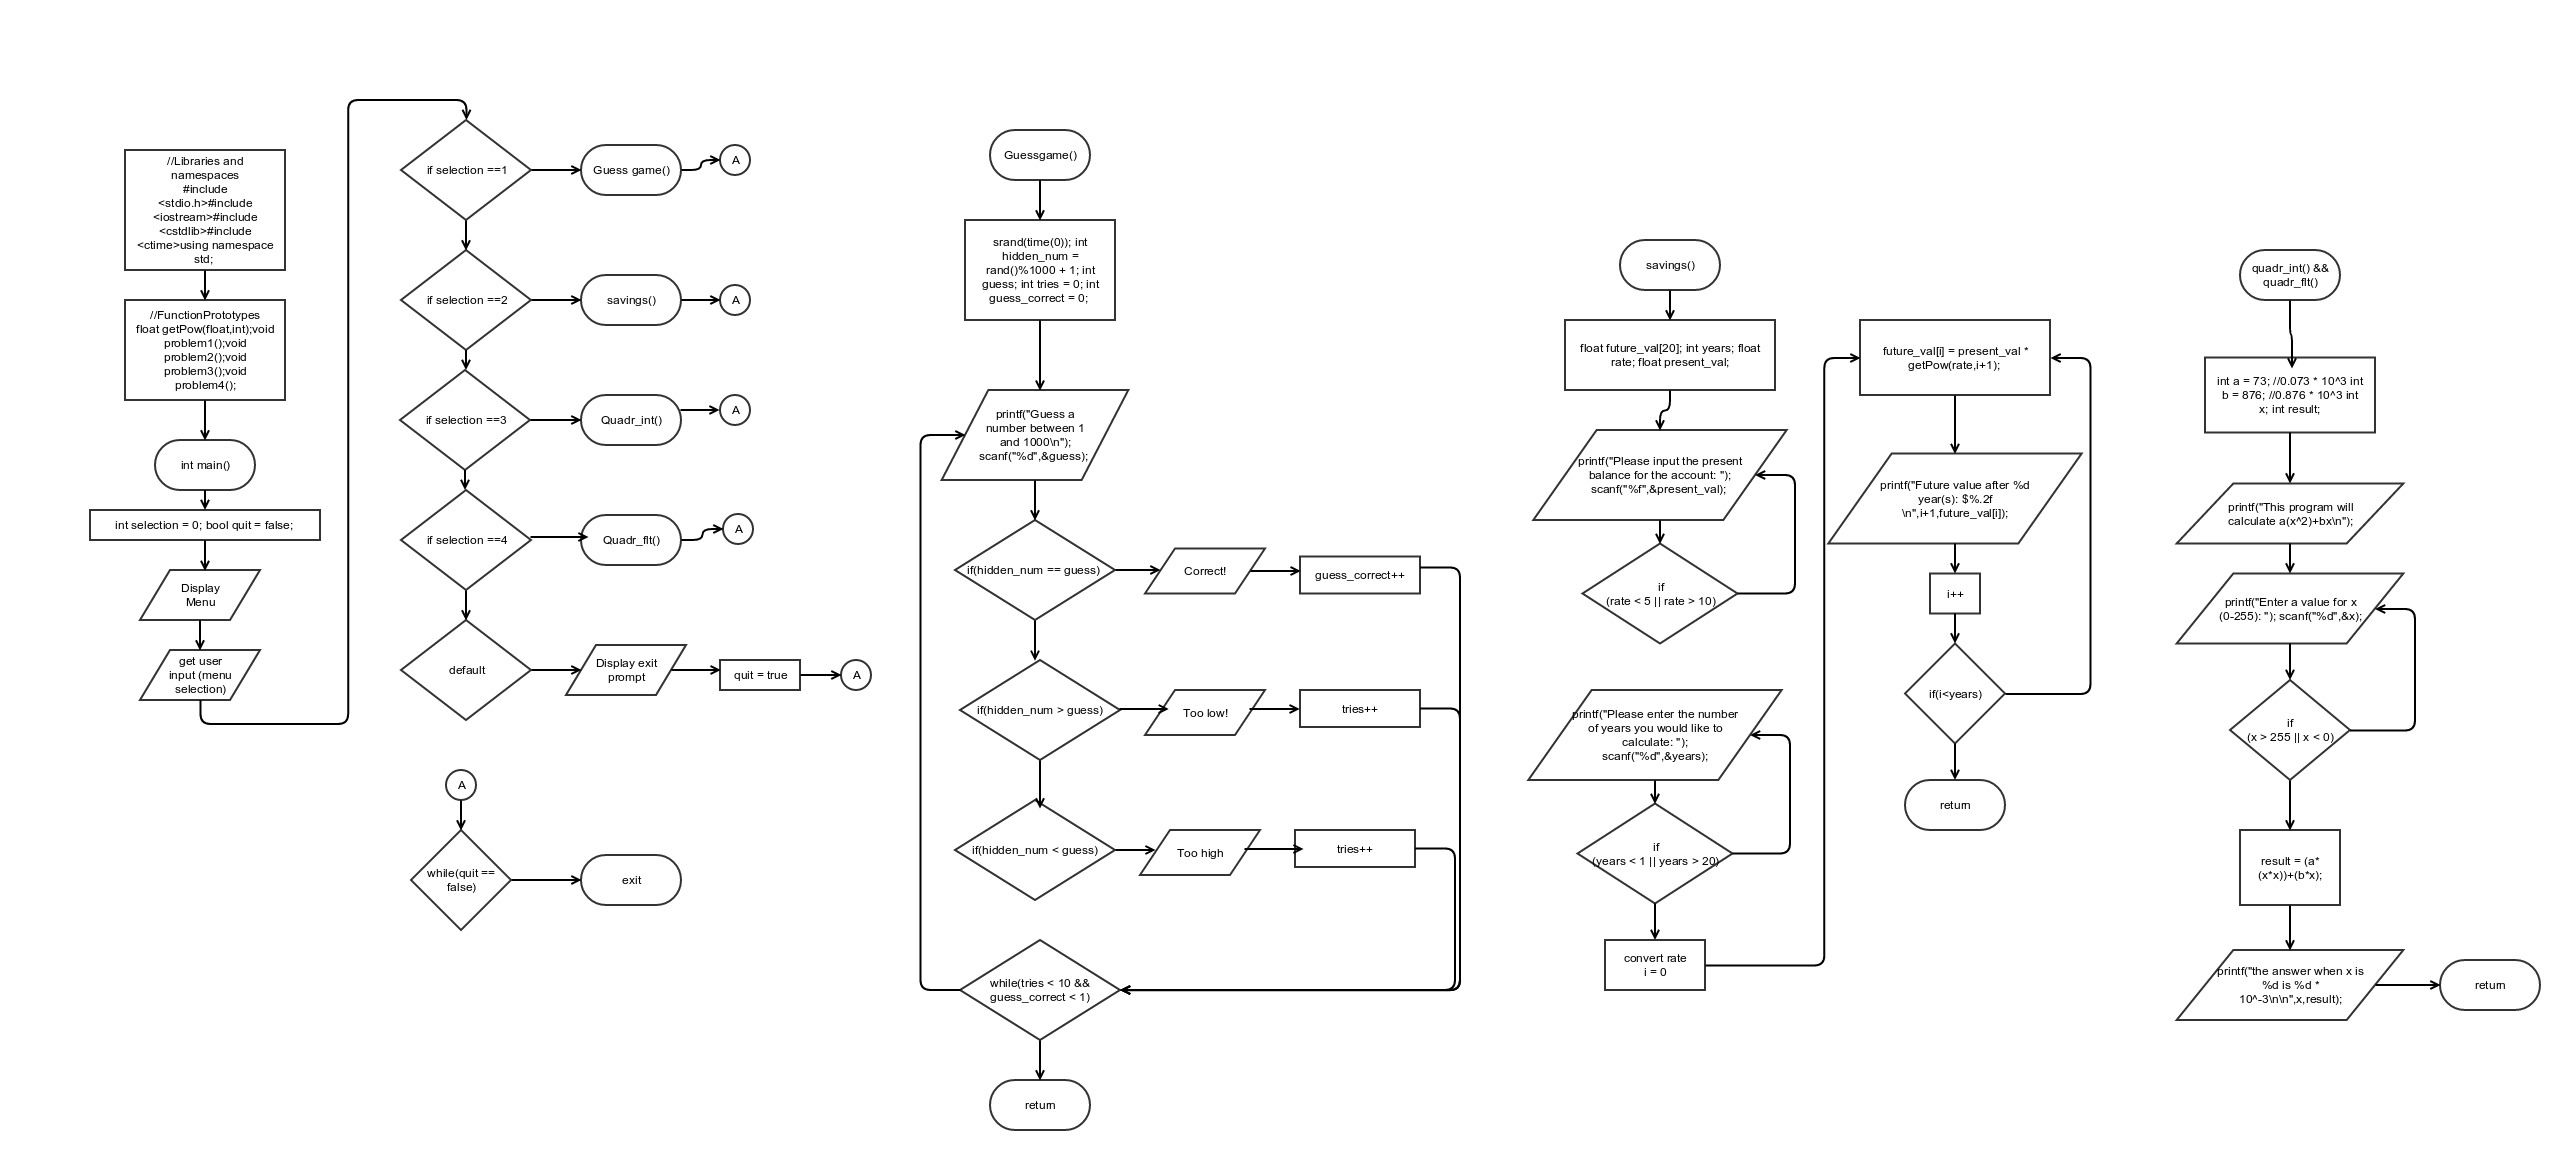 //Libraries and
namespaces
#include
<stdio.h>#include
<iostream>#include
<cstdlib>#include
<ctime>using namespace
std;
//FunctionPrototypes
float getPow(float,int);void
problem1();void
problem2();void
problem3();void
problem4();
int main()
int selection = 0; bool quit = false;
Display
Menu
get user
input (menu
selection)
if selection ==1
Guess game()
A
if selection ==2
savings()
A
if selection ==3
Quadr_int()
A
if selection ==4
Quadr_flt()
A
default
Display exit
prompt
quit = true
A
A
while(quit ==
false)
exit
Guessgame()
srand(time(0)); int
hidden_num =
rand()%1000 + 1; int
guess; int tries = 0; int
guess_correct = 0;
printf("Guess a
number between 1
and 1000\n");
scanf("%d",&guess);
if(hidden_num == guess)
Correct!
guess_correct++
if(hidden_num > guess)
Too low!
tries++
if(hidden_num < guess)
Too high
tries++
while(tries < 10 &&
guess_correct < 1)
return
savings()
float future_val[20]; int years; float
rate; float present_val;
printf("Please input the present
balance for the account: ");
scanf("%f",&present_val);
if
(rate < 5 || rate > 10)
printf("Please enter the number
of years you would like to
calculate: ");
scanf("%d",&years);
if
(years < 1 || years > 20)
convert rate
i = 0
future_val[i] = present_val *
getPow(rate,i+1);
printf("Future value after %d
year(s): $%.2f
\n",i+1,future_val[i]);
i++
if(i<years)
return
quadr_int() &&
quadr_flt()
int a = 73; //0.073 * 10^3 int
b = 876; //0.876 * 10^3 int
x; int result;
printf("This program will
calculate a(x^2)+bx\n");
printf("Enter a value for x
(0-255): "); scanf("%d",&x);
if
(x > 255 || x < 0)
result = (a*
(x*x))+(b*x);
printf("the answer when x is
%d is %d *
10^-3\n\n",x,result);
return